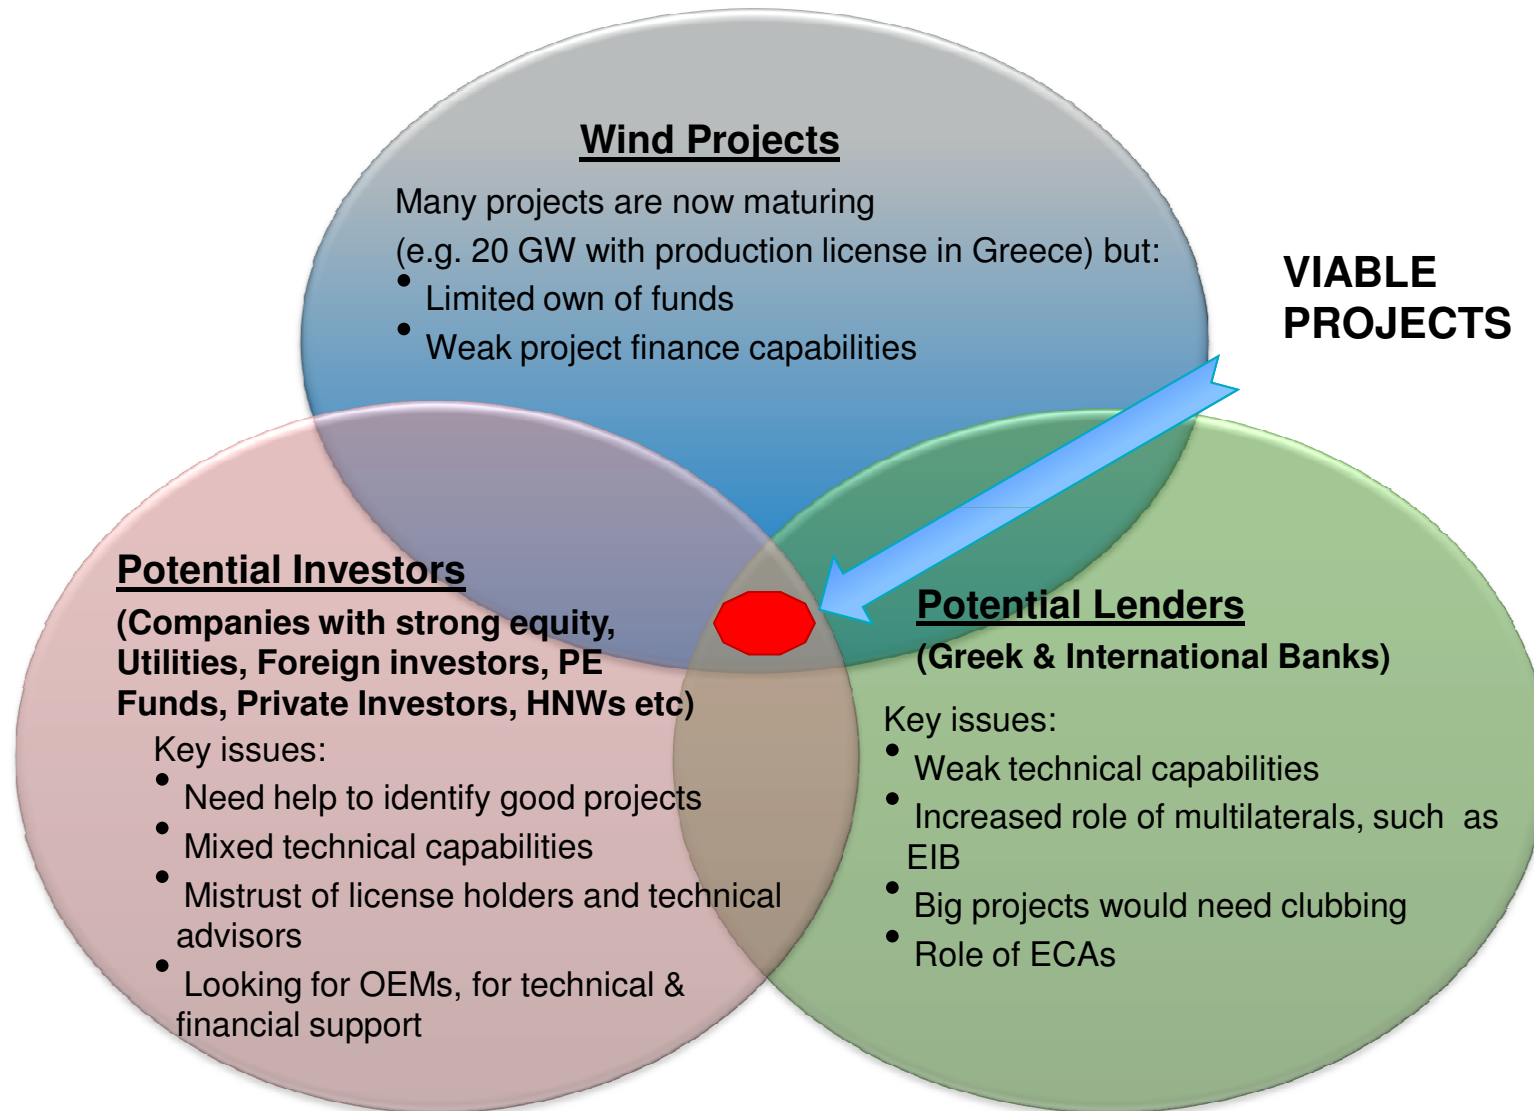 Wind Projects
Many projects are now maturing
(e.g. 20 GW with production license in Greece) but:
• Limited own of funds
• Weak project finance capabilities
VIABLE
PROJECTS
Potential Investors
(Companies with strong equity,
Utilities, Foreign investors, PE
Funds, Private Investors, HNWs etc)
Key issues:
• Need help to identify good projects
• Mixed technical capabilities
• Mistrust of license holders and technical
advisors
• Looking for OEMs, for technical &
financial support
Potential Lenders
(Greek & International Banks)
Key issues:
• Weak technical capabilities
• Increased role of multilaterals, such as
EIB
• Big projects would need clubbing
• Role of ECAs